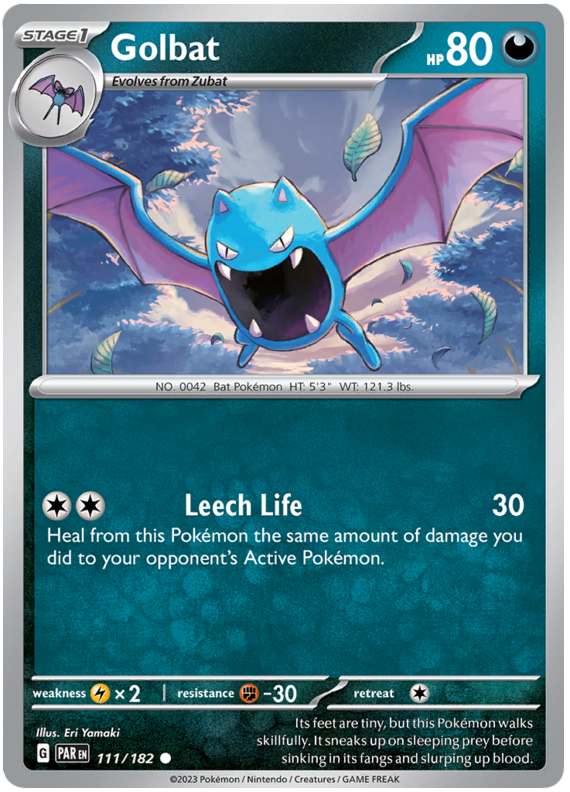 STAGE1
Golbat
HP 80
Evolves from Zubat
NO. 0042 Bat Pokémon HT: 5'3" WT: 121.3 lbs.
Leech Life 30
Heal from this Pokémon the same amount of damage you
did to your opponent's Active Pokémon.
weakness ×2 resistance -30 retreat
Illus. Eri Yamaki
G PAR EN 111/182
Its feet are tiny, but this Pokémon walks
skillfully. It sneaks up on sleeping prey before
sinking in its fangs and slurping up blood.
©2023 Pokémon / Nintendo / Creatures / GAME FREAK